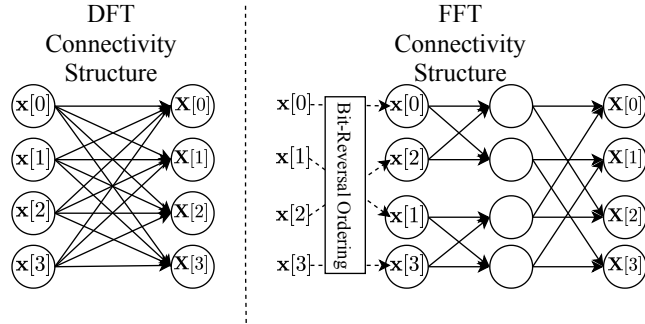 DFT
Connectivity
Structure
x[0]
x[1]
x[2]
x[3]
X[0]
X[1]
X[2]
X[3]
FFT
Connectivity
Structure
x[0]
x[1]
x[2]
x[3]
Bit-Reversal Ordering
x[0]
x[2]
x[1]
x[3]
X[0]
X[1]
X[2]
X[3]